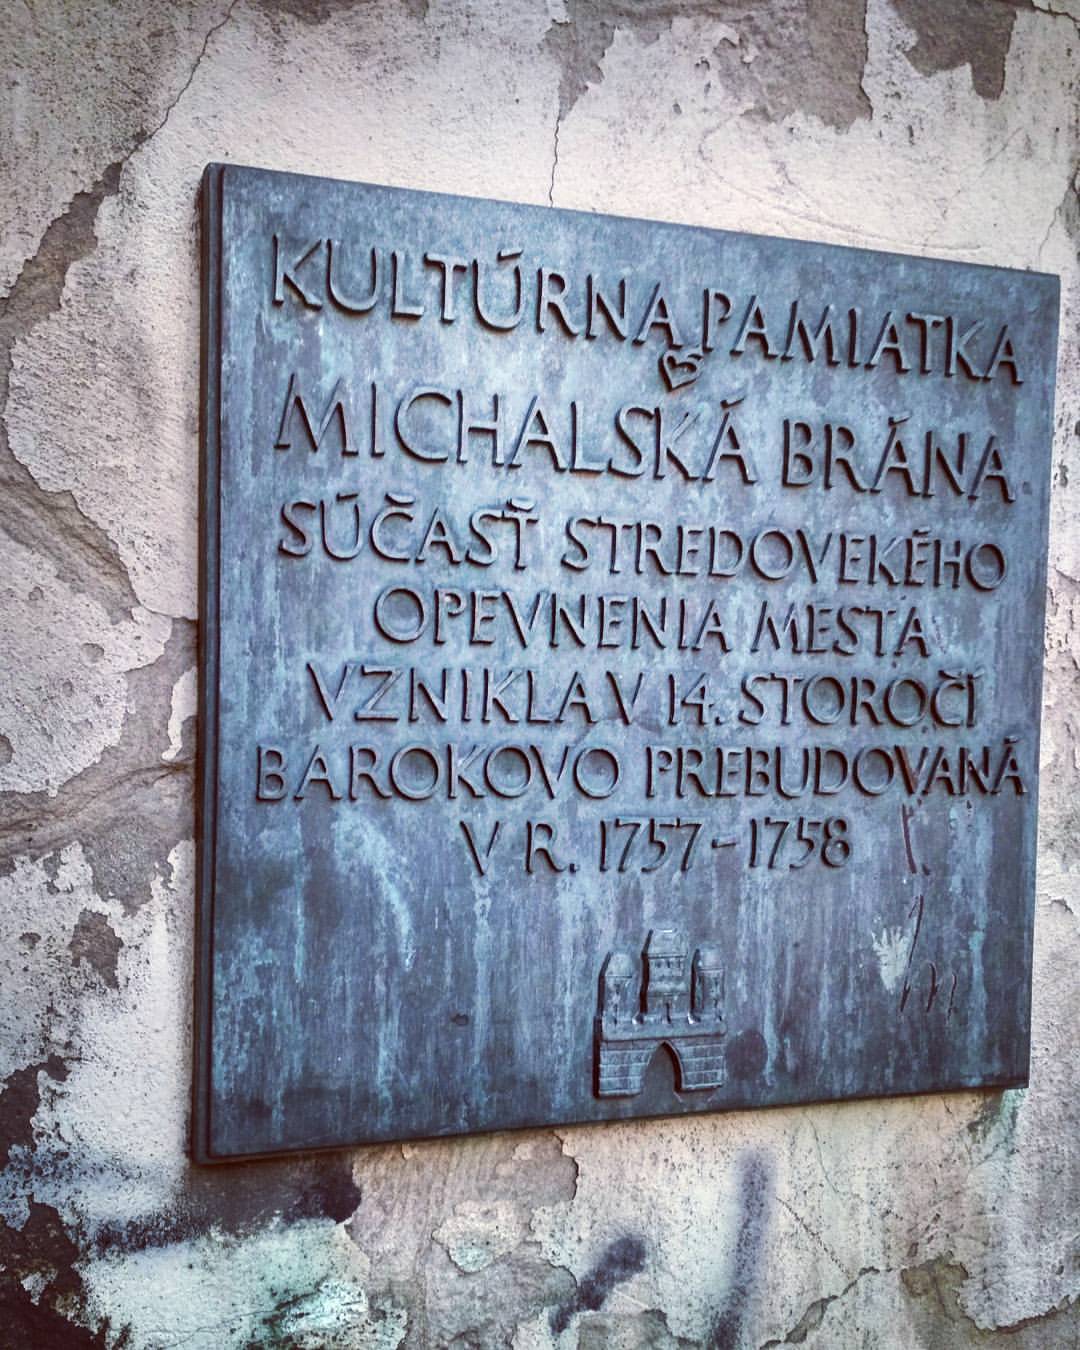 KULTÚRNA PAMIATKA
MICHALSKÁ BRÁNA
SÚČASŤ STREDOVEKÉHO
OPEVNENIA MESTA
VZNIKLA V 14. STOROČÍ
BAROKOVO PREBUDOVANÁ
V R. 1757-1758